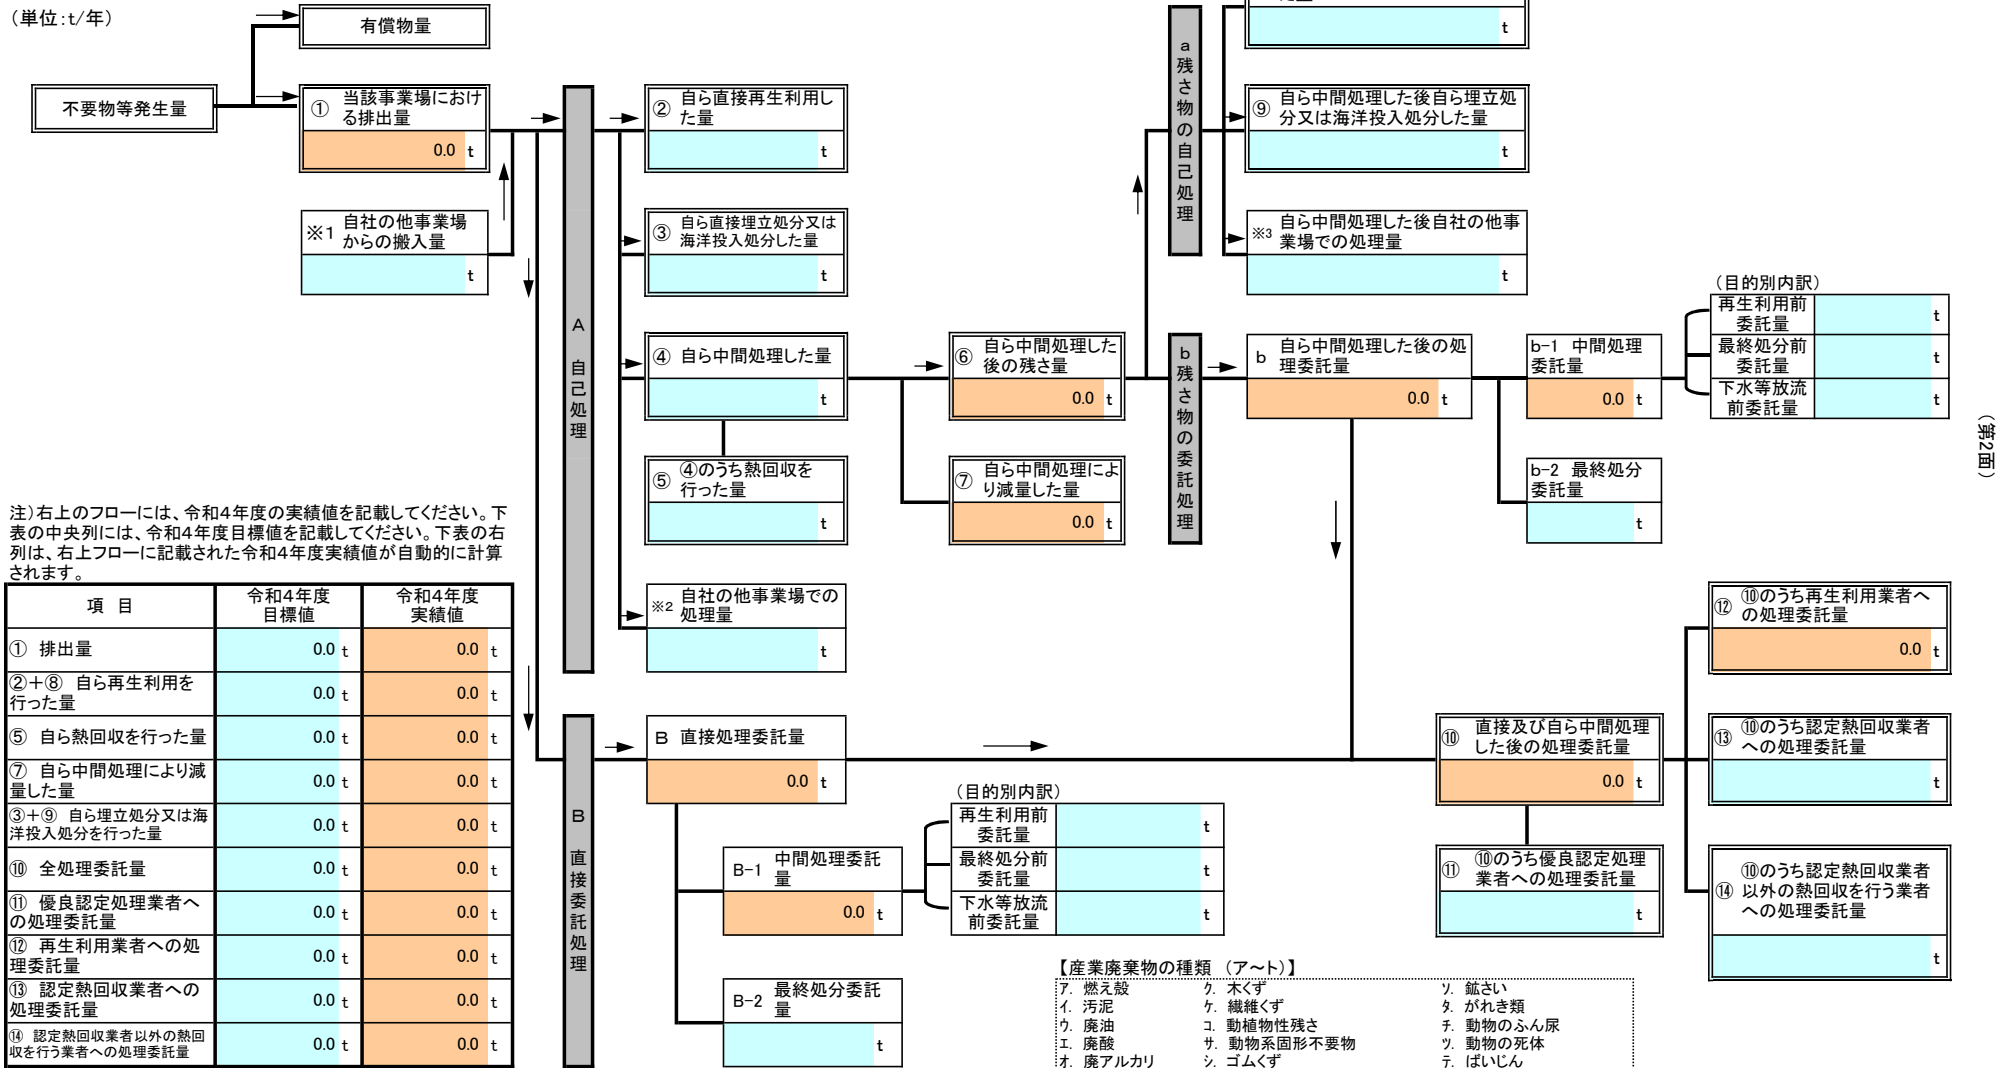 （単位:t/年）
有償物量
不要物等発生量
① 当該事業場におけ
る排出量
0.0 t
※1 自社の他事業場
からの搬入量
t
A 自己処理
② 自ら直接再生利用し
た量
t
③ 自ら直接埋立処分又は
海洋投入処分した量
t
④ 自ら中間処理した量
t
⑤ ④のうち熱回収を
行った量
t
※2 自社の他事業場での
処理量
t
⑥ 自ら中間処理した
後の残さ量
0.0 t
⑦ 自ら中間処理によ
り減量した量
0.0 t
a 残さ物の自己処理
t
⑨ 自ら中間処理した後自ら埋立処
分又は海洋投入処分した量
t
※3 自ら中間処理した後自社の他事
業場での処理量
t
b 残さ物の委託処理
b 自ら中間処理した後の処
理委託量
0.0 t
b-1 中間処理
委託量
0.0 t
b-2 最終処分
委託量
t
（目的別内訳）
再生利用前
委託量
t
最終処分前
委託量
t
下水等放流
前委託量
t
（第2面）
注）右上のフローには、令和4年度の実績値を記載してください。下
表の中央列には、令和4年度目標値を記載してください。下表の右
列は、右上フローに記載された令和4年度実績値が自動的に計算
されます。
項 目 令和4年度
目標値 令和4年度
実績値
① 排出量 0.0 t 0.0 t
②＋⑧ 自ら再生利用を
行った量 0.0 t 0.0 t
⑤ 自ら熱回収を行った量 0.0 t 0.0 t
⑦ 自ら中間処理により減
量した量 0.0 t 0.0 t
③＋⑨ 自ら埋立処分又は海
洋投入処分を行った量 0.0 t 0.0 t
⑩ 全処理委託量 0.0 t 0.0 t
⑪ 優良認定処理業者へ
の処理委託量 0.0 t 0.0 t
⑫ 再生利用業者への処
理委託量 0.0 t 0.0 t
⑬ 認定熱回収業者への
処理委託量 0.0 t 0.0 t
⑭ 認定熱回収業者以外の熱回
収を行う業者への処理委託量 0.0 t 0.0 t
B 直接委託処理
B 直接処理委託量
0.0 t
B-1 中間処理委託
量
0.0 t
B-2 最終処分委託
量
t
（目的別内訳）
再生利用前
委託量
t
最終処分前
委託量
t
下水等放流
前委託量
t
⑩ 直接及び自ら中間処理
した後の処理委託量
0.0 t
⑪ ⑩のうち優良認定処理
業者への処理委託量
t
⑫ ⑩のうち再生利用業者へ
の処理委託量
0.0 t
⑬ ⑩のうち認定熱回収業者
への処理委託量
t
⑭ ⑩のうち認定熱回収業者
以外の熱回収を行う業者
への処理委託量
t
【産業廃棄物の種類 （ア～ト）】
ア. 燃え殻 ク. 木くず ソ. 鉱さい
イ. 汚泥 ケ. 繊維くず タ. がれき類
ウ. 廃油 コ. 動植物性残さ チ. 動物のふん尿
エ. 廃酸 サ. 動物系固形不要物 ツ. 動物の死体
オ. 廃アルカリ シ. ゴムくず テ. ばいじん